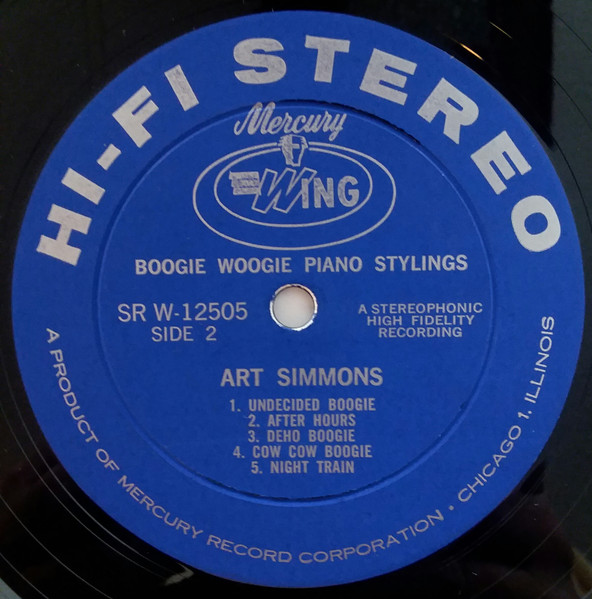 HI-FI STEREO
Mercury
WING
BOOGIE WOOGIE PIANO STYLINGS
SR W-12505
SIDE 2
A STEREOPHONIC
HIGH FIDELITY
RECORDING
ART SIMMONS
1. UNDECIDED BOOGIE
2. AFTER HOURS
3. DEHO BOOGIE
4. COW COW BOOGIE
5. NIGHT TRAIN
A PRODUCT OF MERCURY RECORD CORPORATION • CHICAGO 1, ILLINOIS